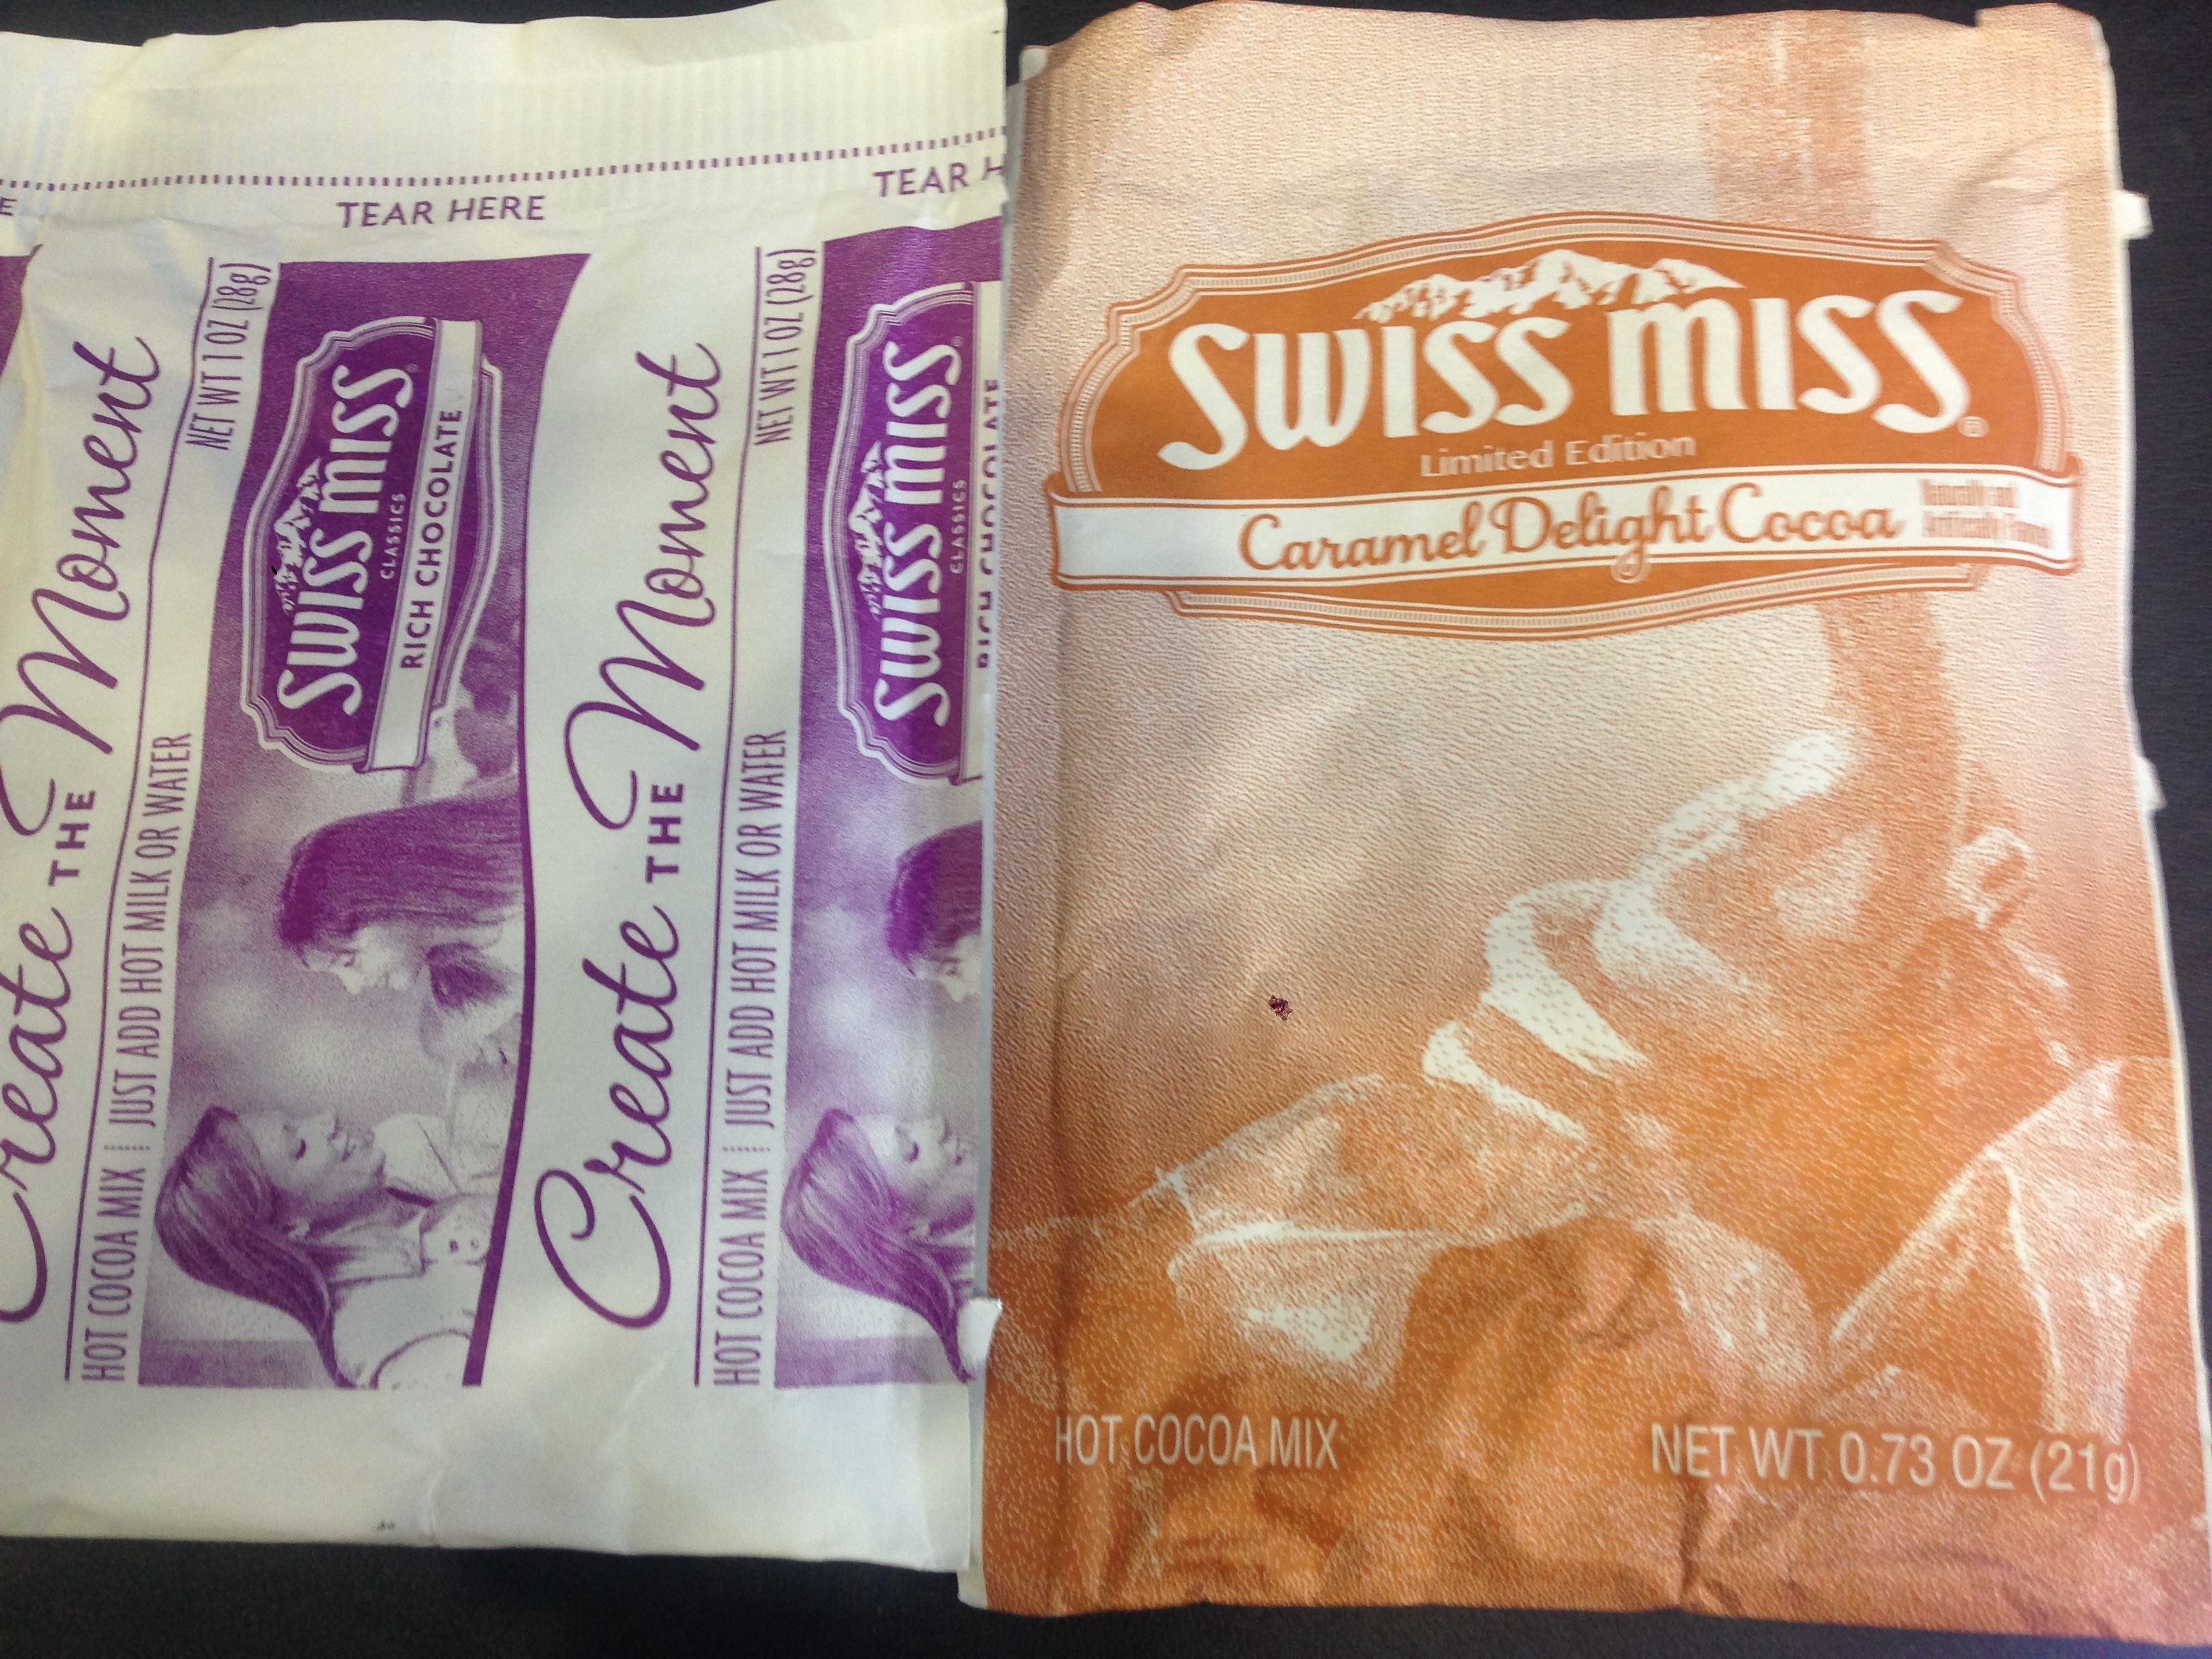 TEAR HERE
TEAR H
E
Create THE Moment
HOT COCOA MIX | JUST ADD HOT MILK OR WATER
NET WT 1 OZ (28g)
SWISS MISS®
CLASSICS
RICH CHOCOLATE
Create THE Moment
HOT COCOA MIX | JUST ADD HOT MILK OR WATER
NET WT 1 OZ (28g)
SWISS MISS®
CLASSICS
RICH CHOCOLATE
SWISS MISS®
Limited Edition
Caramel Delight Cocoa
Naturally and
Artificially
HOT COCOA MIX
NET WT 0.73 OZ (21g)